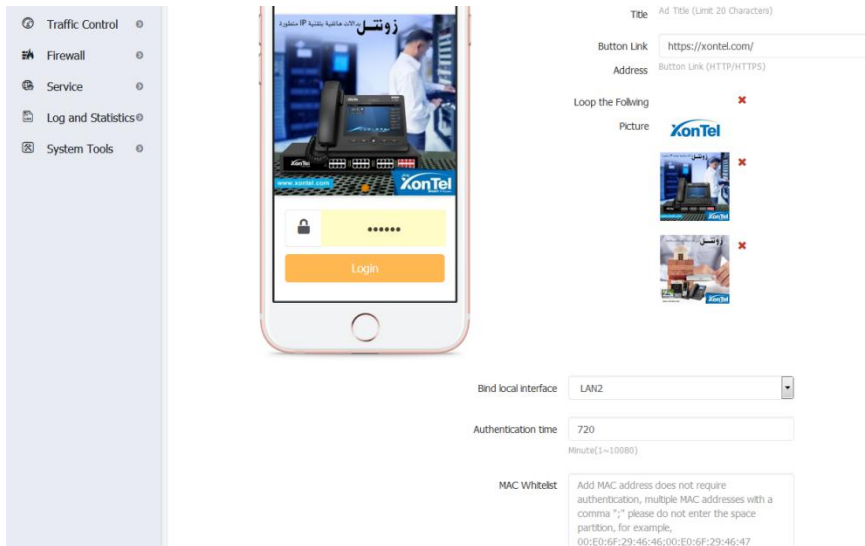 Traffic Control
Firewall
Service
Log and Statistics
System Tools
زونتل بدالات هاتفية بتقنية IP متطورة
XonTel
www.xontel.com
XonTel
Login
Title
Ad Title (Limit 20 Characters)
Button Link
Address
https://xontel.com/
Button Link (HTTP/HTTPS)
Loop the Follwing
Picture
XonTel
زونتل
XonTel
زونتل
XonTel
Bind local interface
LAN2
Authentication time
720
Minute(1~10080)
MAC Whitelist
Add MAC address does not require
authentication, multiple MAC addresses with a
comma ";" please do not enter the space
partition, for example,
00:E0:6F:29:46:46;00:E0:6F:29:46:47